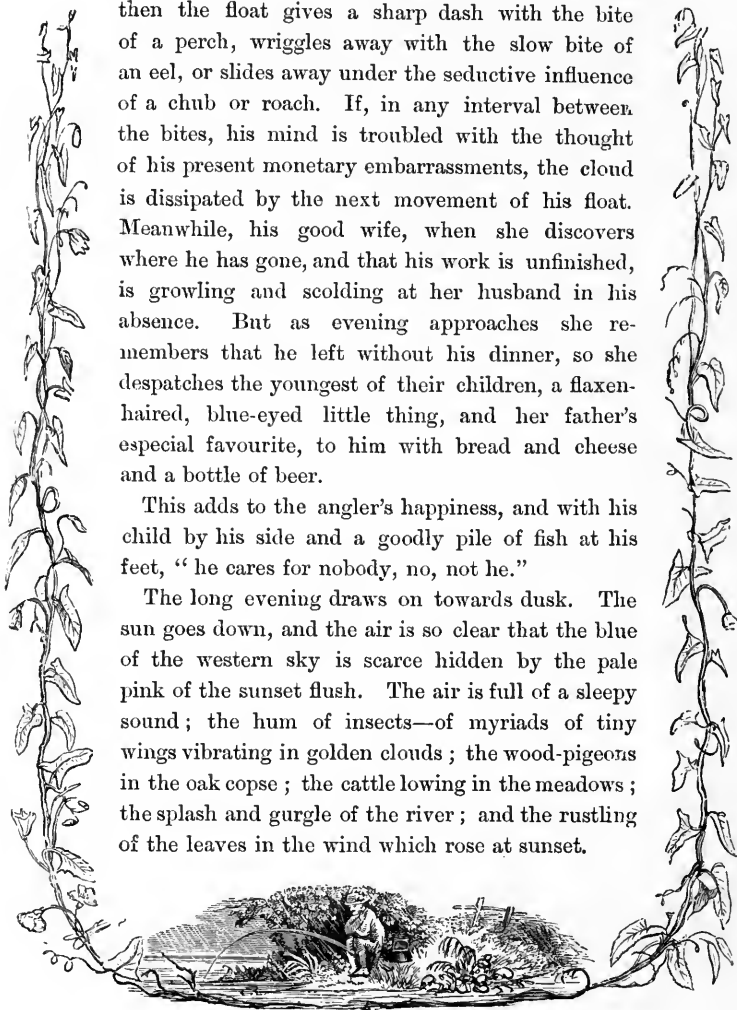 then the float gives a sharp dash with the bite
of a perch, wriggles away with the slow bite of
an eel, or slides away under the seductive influence
of a chub or roach. If, in any interval between
the bites, his mind is troubled with the thought
of his present monetary embarrassments, the cloud
is dissipated by the next movement of his float.
Meanwhile, his good wife, when she discovers
where he has gone, and that his work is unfinished,
is growling and scolding at her husband in his
absence. But as evening approaches she re-
members that he left without his dinner, so she
despatches the youngest of their children, a flaxen-
haired, blue-eyed little thing, and her father's
especial favourite, to him with bread and cheese
and a bottle of beer.
This adds to the angler's happiness, and with his
child by his side and a goodly pile of fish at his
feet, “ he cares for nobody, no, not he.”
The long evening draws on towards dusk. The
sun goes down, and the air is so clear that the blue
of the western sky is scarce hidden by the pale
pink of the sunset flush. The air is full of a sleepy
sound ; the hum of insects—of myriads of tiny
wings vibrating in golden clouds ; the wood-pigeons
in the oak copse ; the cattle lowing in the meadows ;
the splash and gurgle of the river ; and the rustling
of the leaves in the wind which rose at sunset.